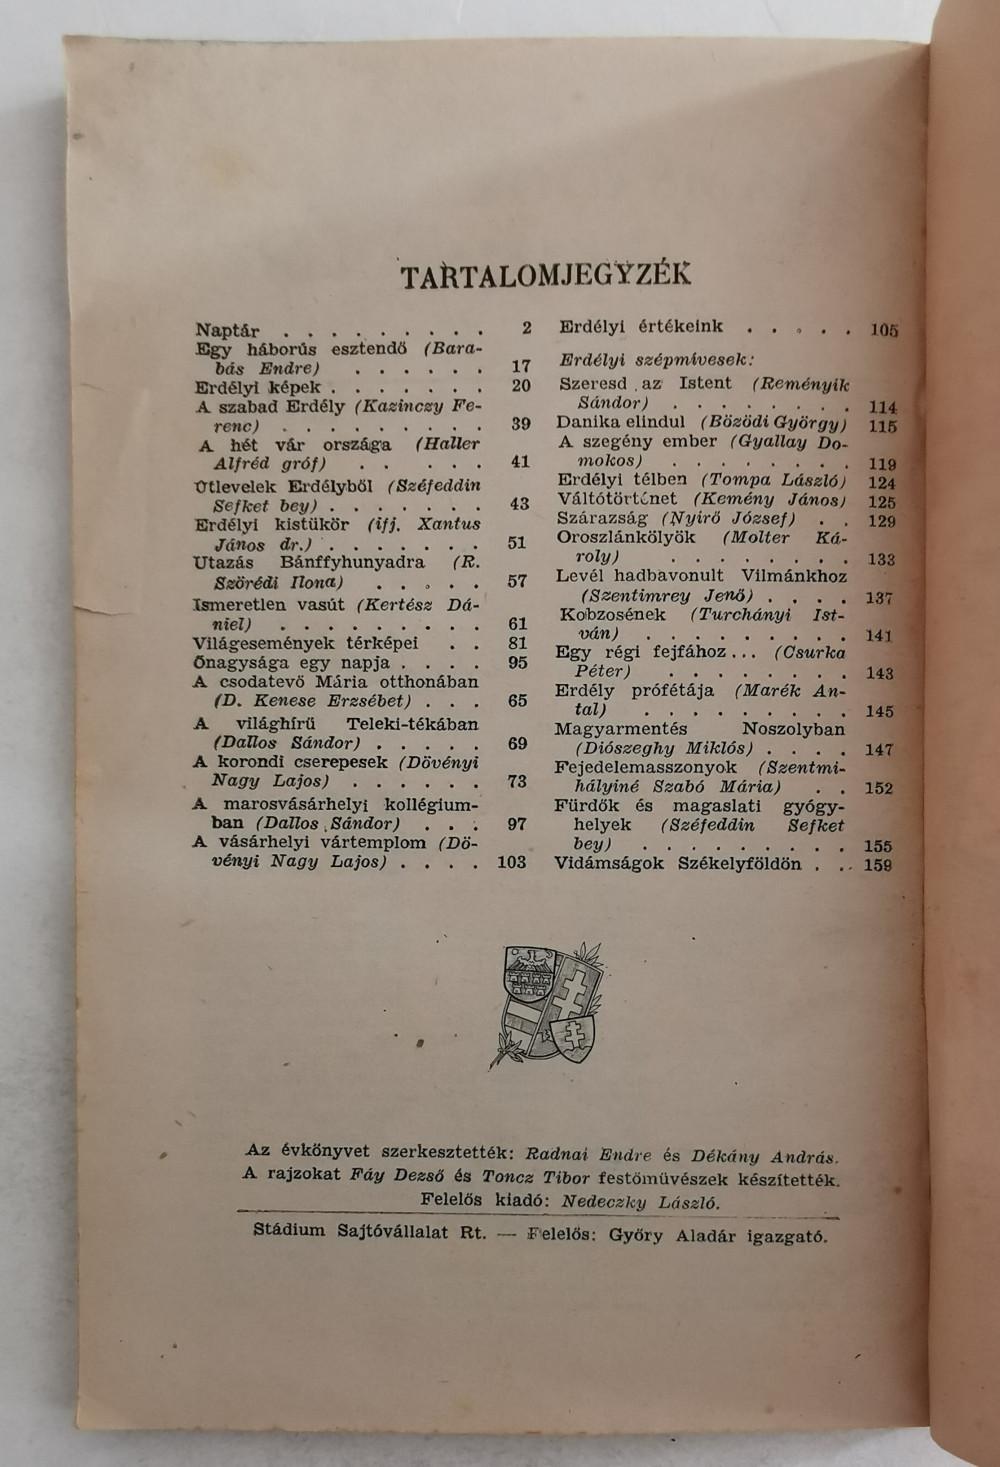 TARTALOMJEGYZÉK
Naptár . . . . . . . . . 2
Egy háborús esztendő (Bara-
bás Endre) . . . . . . 17
Erdélyi képek . . . . . . . 20
A szabad Erdély (Kazinczy Fe-
renc) . . . . . . . . . 39
A hét vár országa (Haller
Alfréd gróf) . . . . . 41
Útlevelek Erdélyből (Széfeddin
Sefket bey) . . . . . . . 43
Erdélyi kistükör (ifj. Xantus
János dr.) . . . . . . . 51
Utazás Bánffyhunyadra (R.
Szörédi Ilona) . . . . . 57
Ismeretlen vasút (Kertész Dá-
niel) . . . . . . . . . 61
Világesemények térképei . . 81
Őnagysága egy napja . . . . 95
A csodatevő Mária otthonában
(D. Kenese Erzsébet) . . . 65
A világhírű Teleki-tékában
(Dallos Sándor) . . . . . 69
A korondi cserepesek (Dövényi
Nagy Lajos) . . . . . . 73
A marosvásárhelyi kollégium-
ban (Dallos Sándor) . . . 97
A vásárhelyi vártemplom (Dö-
vényi Nagy Lajos) . . . . 103
Erdélyi értékeink . . . . . 105
Erdélyi szépmívesek:
Szeresd az Istent (Reményik
Sándor) . . . . . . . . 114
Danika elindul (Bözödi György) 115
A szegény ember (Gyallay Do-
mokos) . . . . . . . . 119
Erdélyi télben (Tompa László) 124
Váltótörténet (Kemény János) 125
Szárazság (Nyirő József) . . 129
Oroszlánkölyök (Molter Ká-
roly) . . . . . . . . 133
Levél hadbavonult Vilmánkhoz
(Szentimrey Jenő) . . . . 137
Kobzosének (Turchányi Ist-
ván) . . . . . . . . . 141
Egy régi fejfához... (Csurka
Péter) . . . . . . . . 143
Erdély prófétája (Marék An-
tal) . . . . . . . . . 145
Magyarmentés Noszolyban
(Diószeghy Miklós) . . . . 147
Fejedelemasszonyok (Szentmi-
hályiné Szabó Mária) . . 152
Fürdők és magaslati gyógy-
helyek (Széfeddin Sefket
bey) . . . . . . . . . 155
Vidámságok Székelyföldön . . . 159
Az évkönyvet szerkesztették: Radnai Endre és Dékány András.
A rajzokat Fáy Dezső és Toncz Tibor festőművészek készítették.
Felelős kiadó: Nedeczky László.
Stádium Sajtóvállalat Rt. — Felelős: Győry Aladár igazgató.